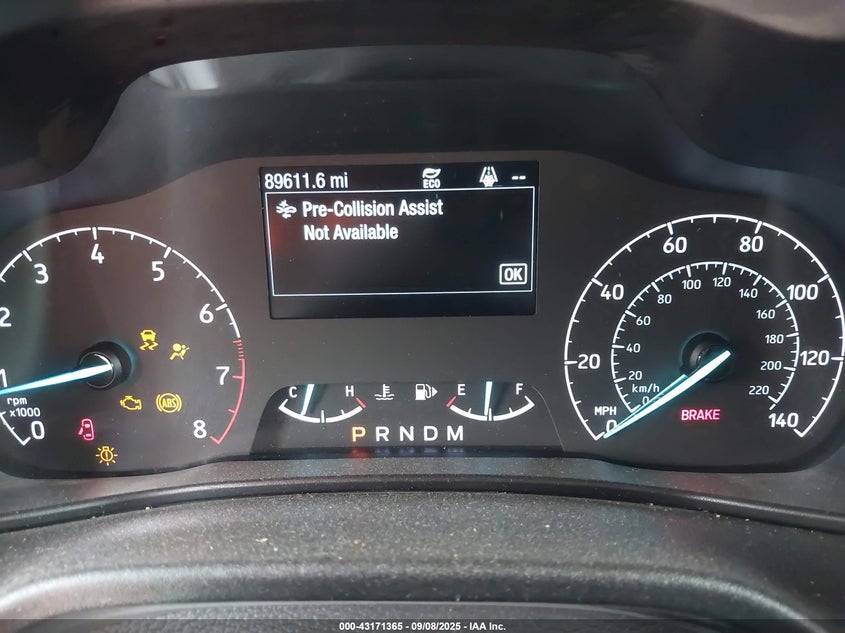 89611.6 mi ECO --
Pre-Collision Assist
Not Available
OK
1 2 3 4 5 6 7 8 0
rpm
x1000
ABS
C H E F
P R N D M
0 20 40 60 80 100 120 140
MPH
0 20 40 60 80 100 120 140 160 180 200 220
km/h
BRAKE
000-43171365 - 09/08/2025 - IAA Inc.